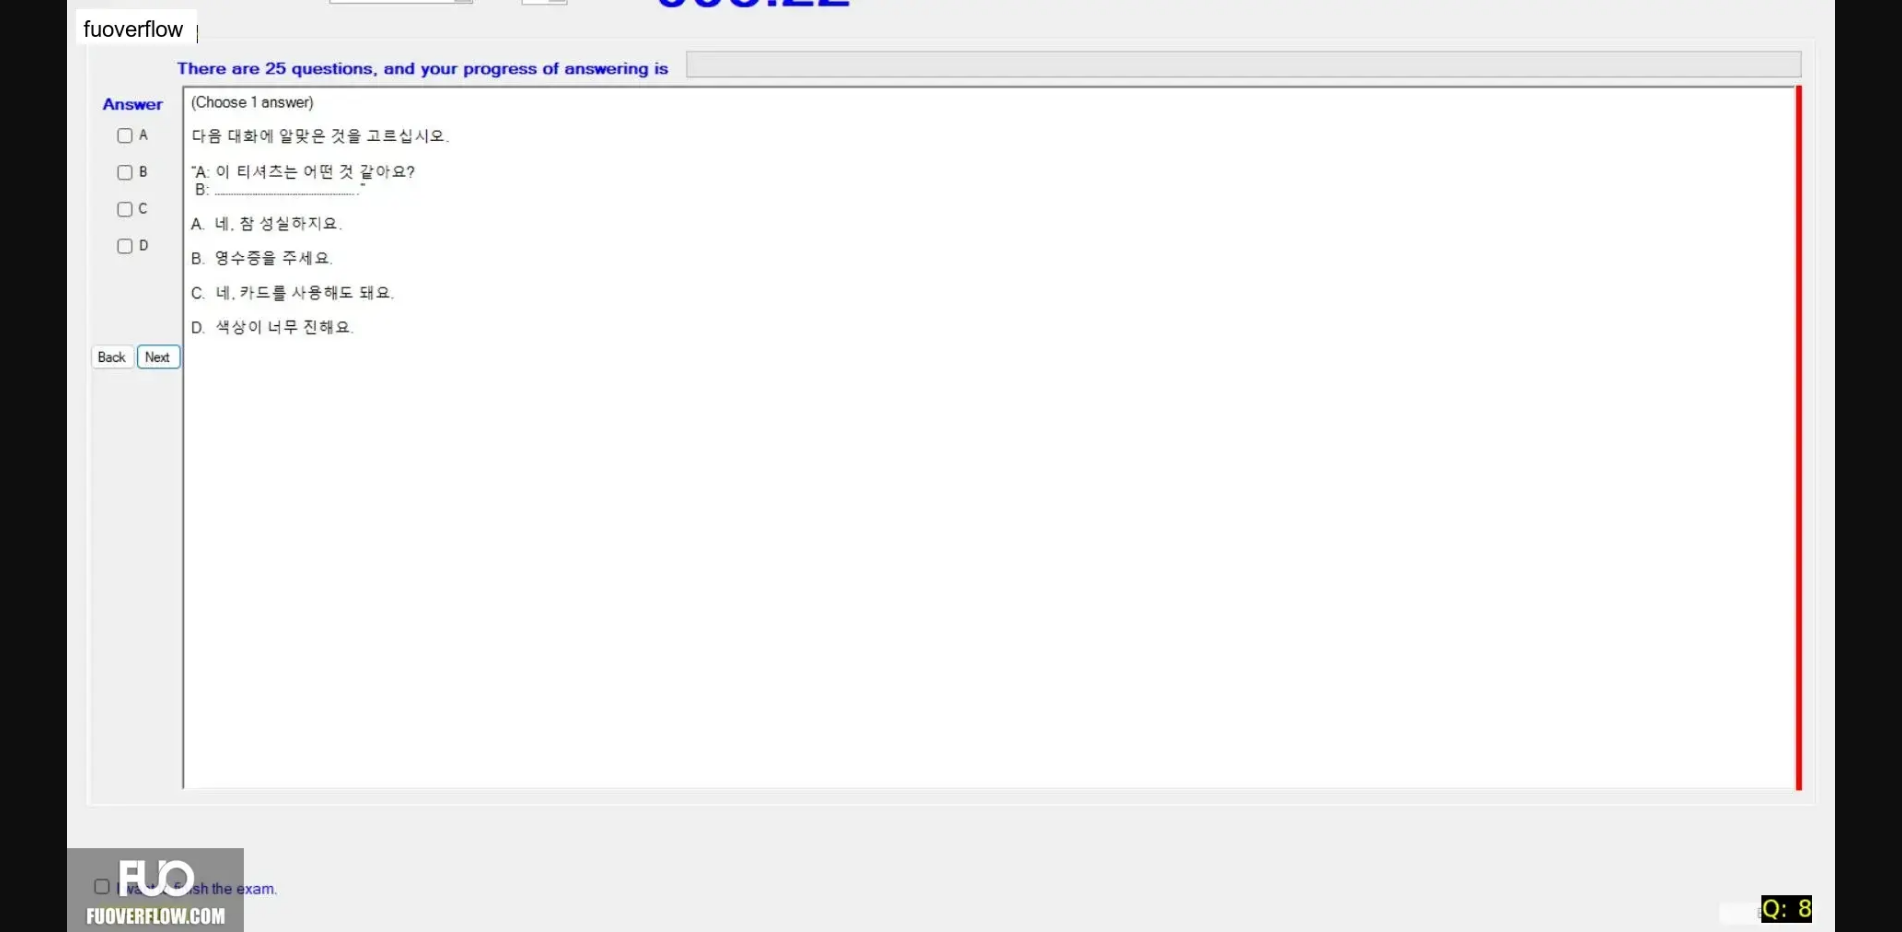 fuoverflow
There are 25 questions, and your progress of answering is
Answer
(Choose 1 answer)
A
다음 대화에 알맞은 것을 고르십시오.
B
"A: 이 티셔츠는 어떤 것 같아요?
B: ............................................."
C
A. 네, 참 성실하지요.
D
B. 영수증을 주세요.
C. 네, 카드를 사용해도 돼요.
D. 색상이 너무 진해요.
Back Next
FUO
I want finish the exam.
FUOVERFLOW.COM
Q: 8